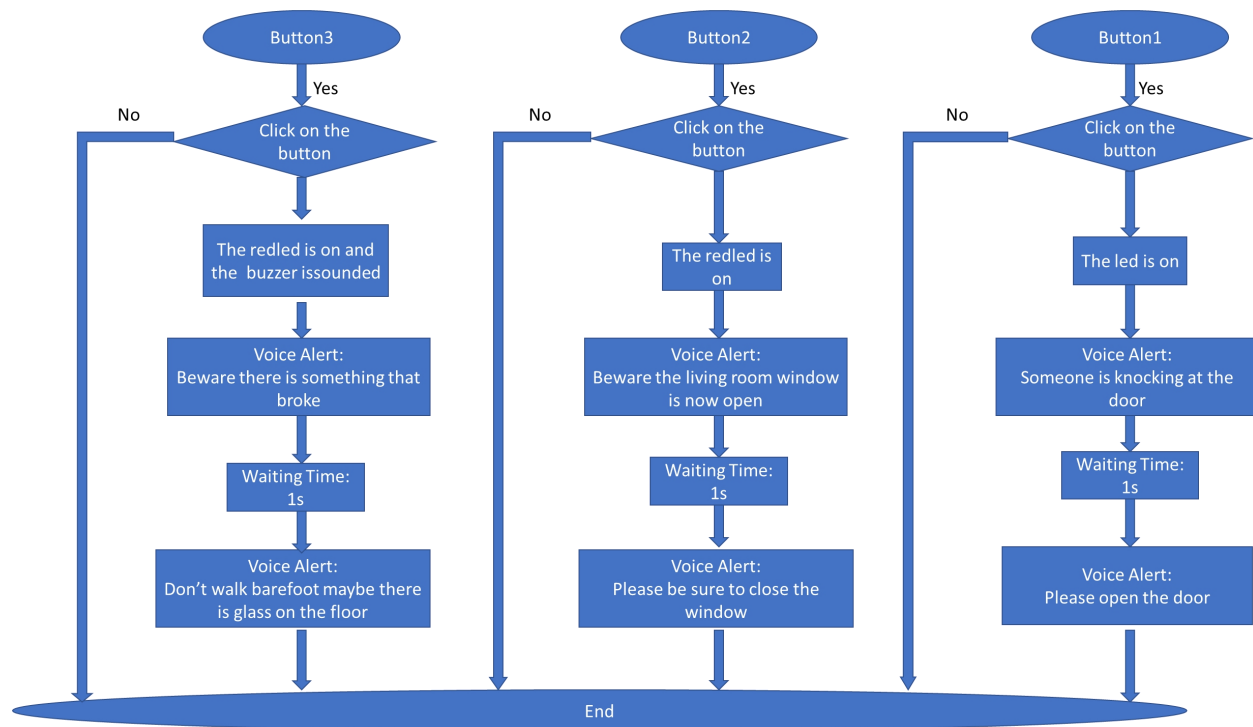 Button3
Yes
No
Click on the
button
The redled is on and
the  buzzer issounded
Voice Alert:
Beware there is something that
broke
Waiting Time:
1s
Voice Alert:
Don't walk barefoot maybe there
is glass on the floor
Button2
Yes
No
Click on the
button
The redled is
on
Voice Alert:
Beware the living room window
is now open
Waiting Time:
1s
Voice Alert:
Please be sure to close the
window
Button1
Yes
No
Click on the
button
The led is on
Voice Alert:
Someone is knocking at the
door
Waiting Time:
1s
Voice Alert:
Please open the door
End